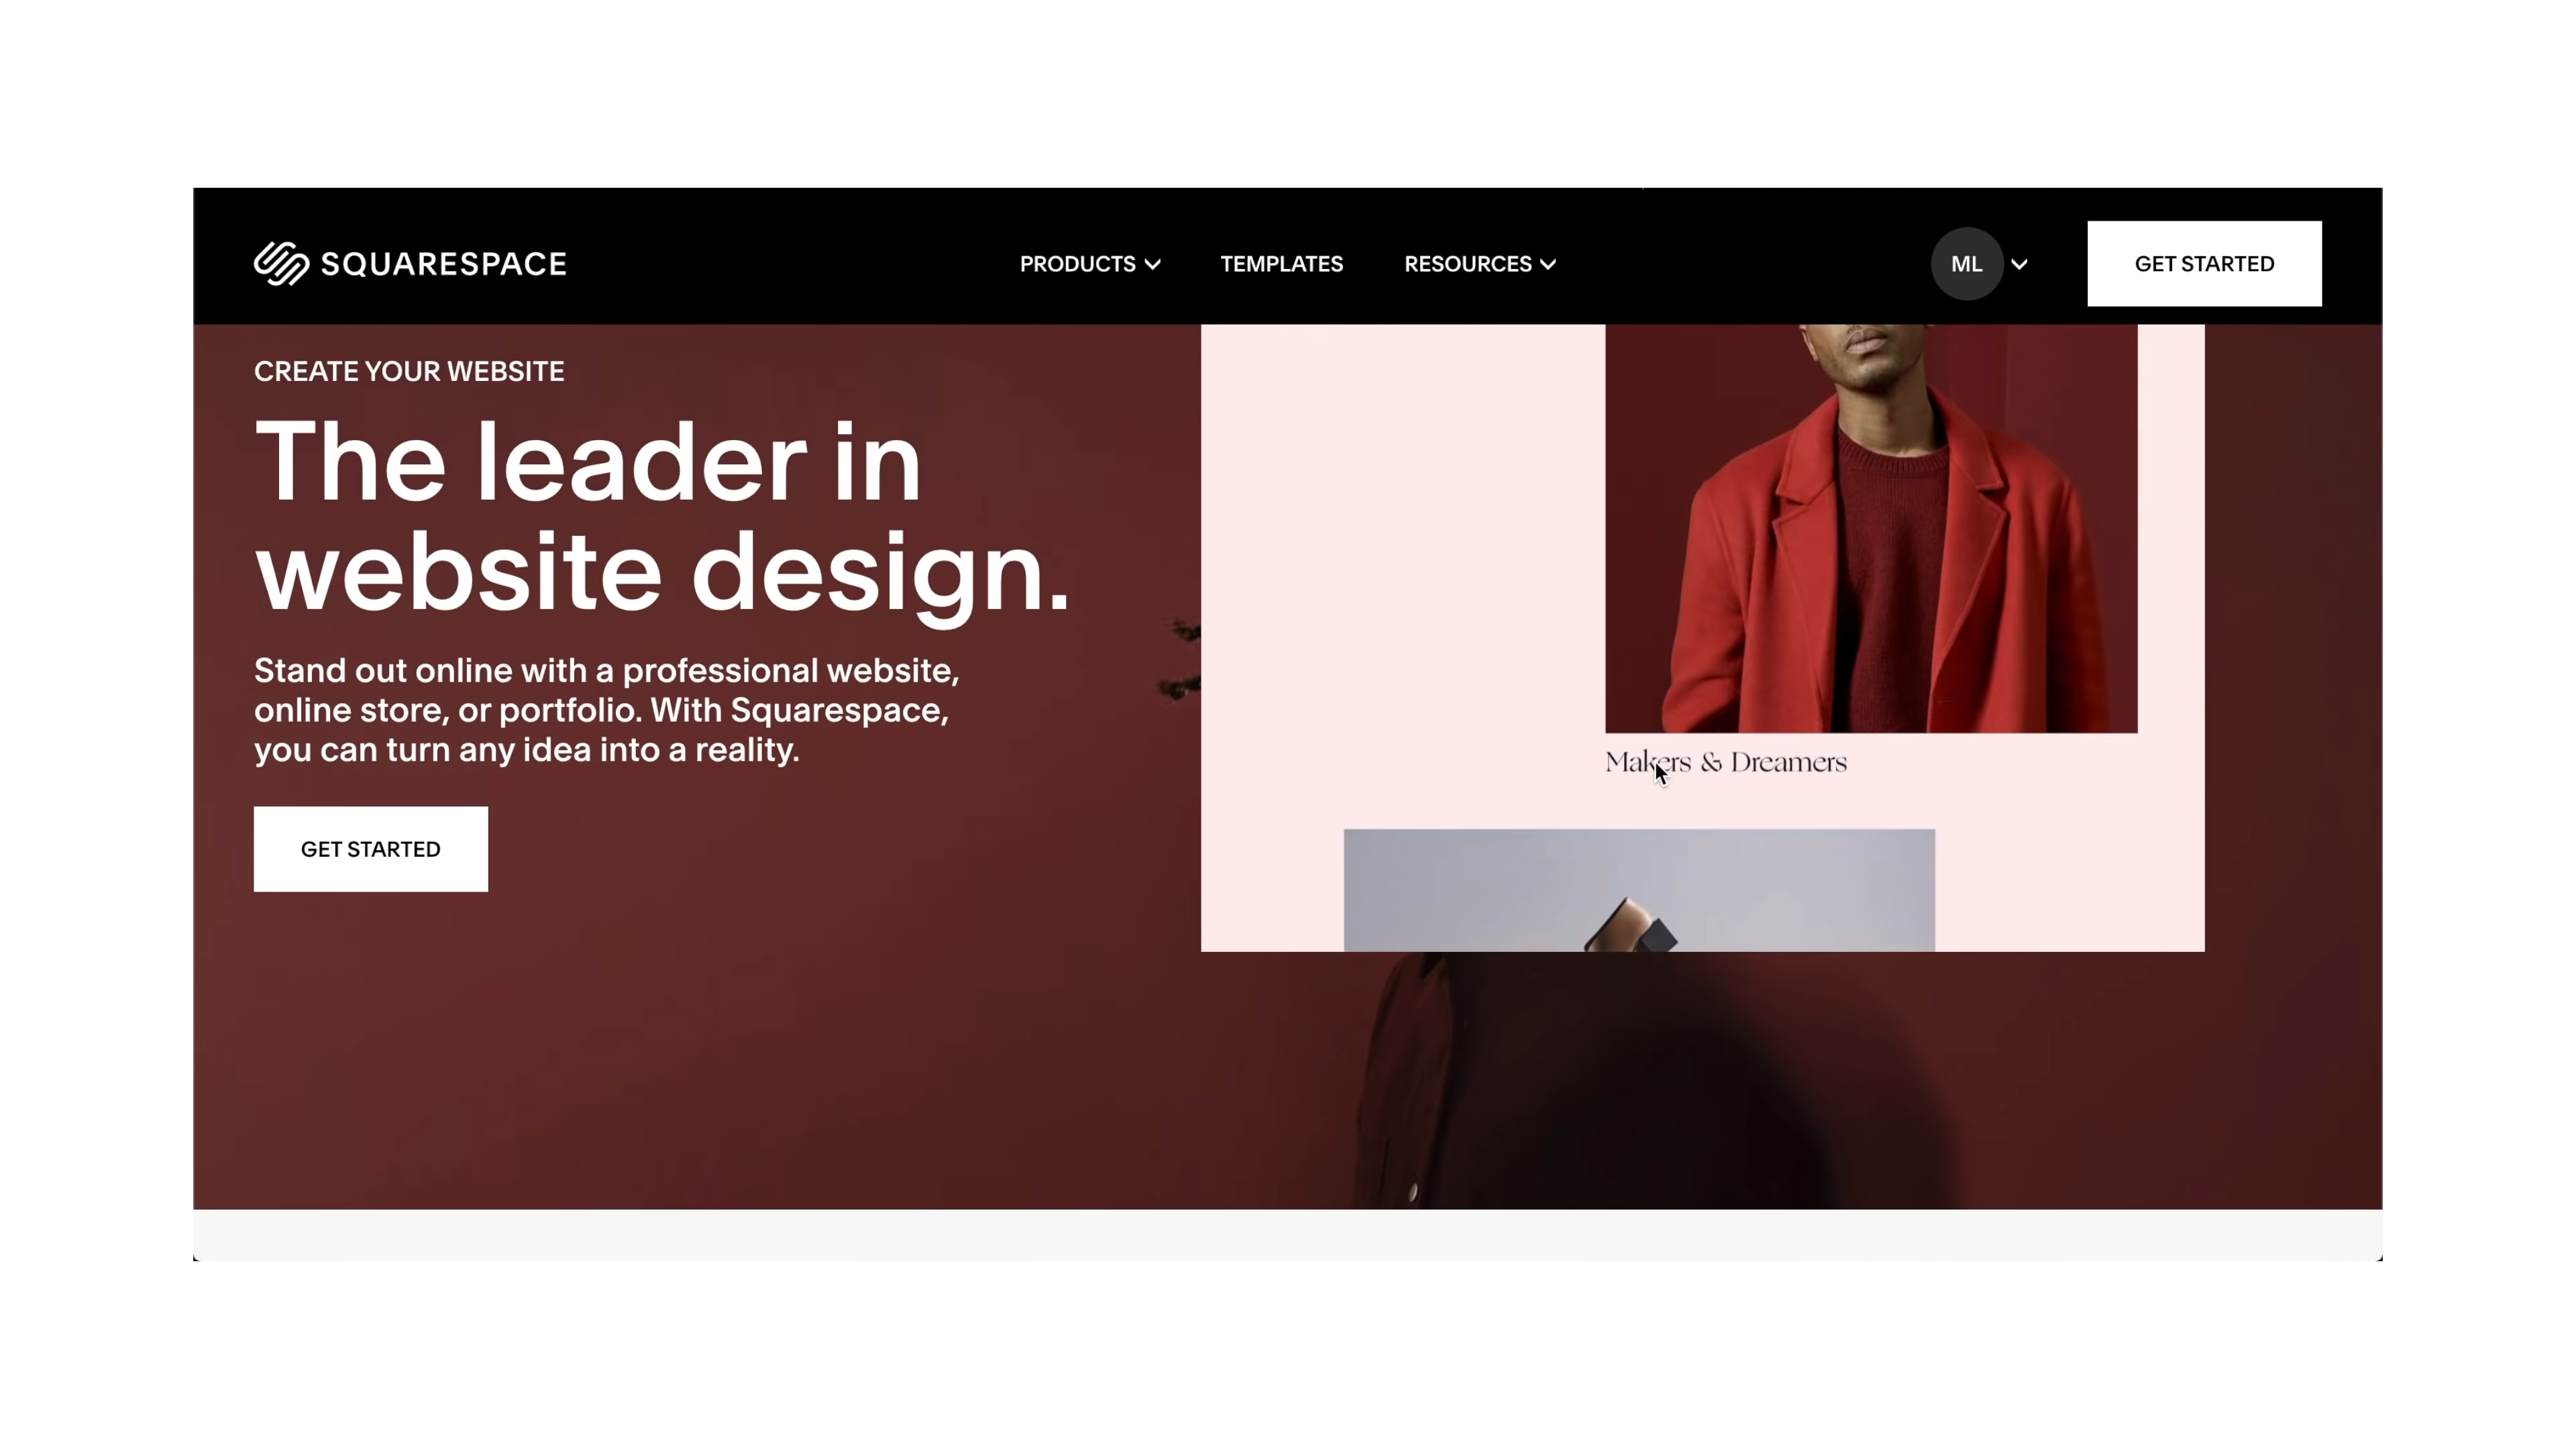 SQUARESPACE
PRODUCTS
TEMPLATES
RESOURCES
ML
GET STARTED
CREATE YOUR WEBSITE
The leader in
website design.
Stand out online with a professional website,
online store, or portfolio. With Squarespace,
you can turn any idea into a reality.
GET STARTED
Makers & Dreamers